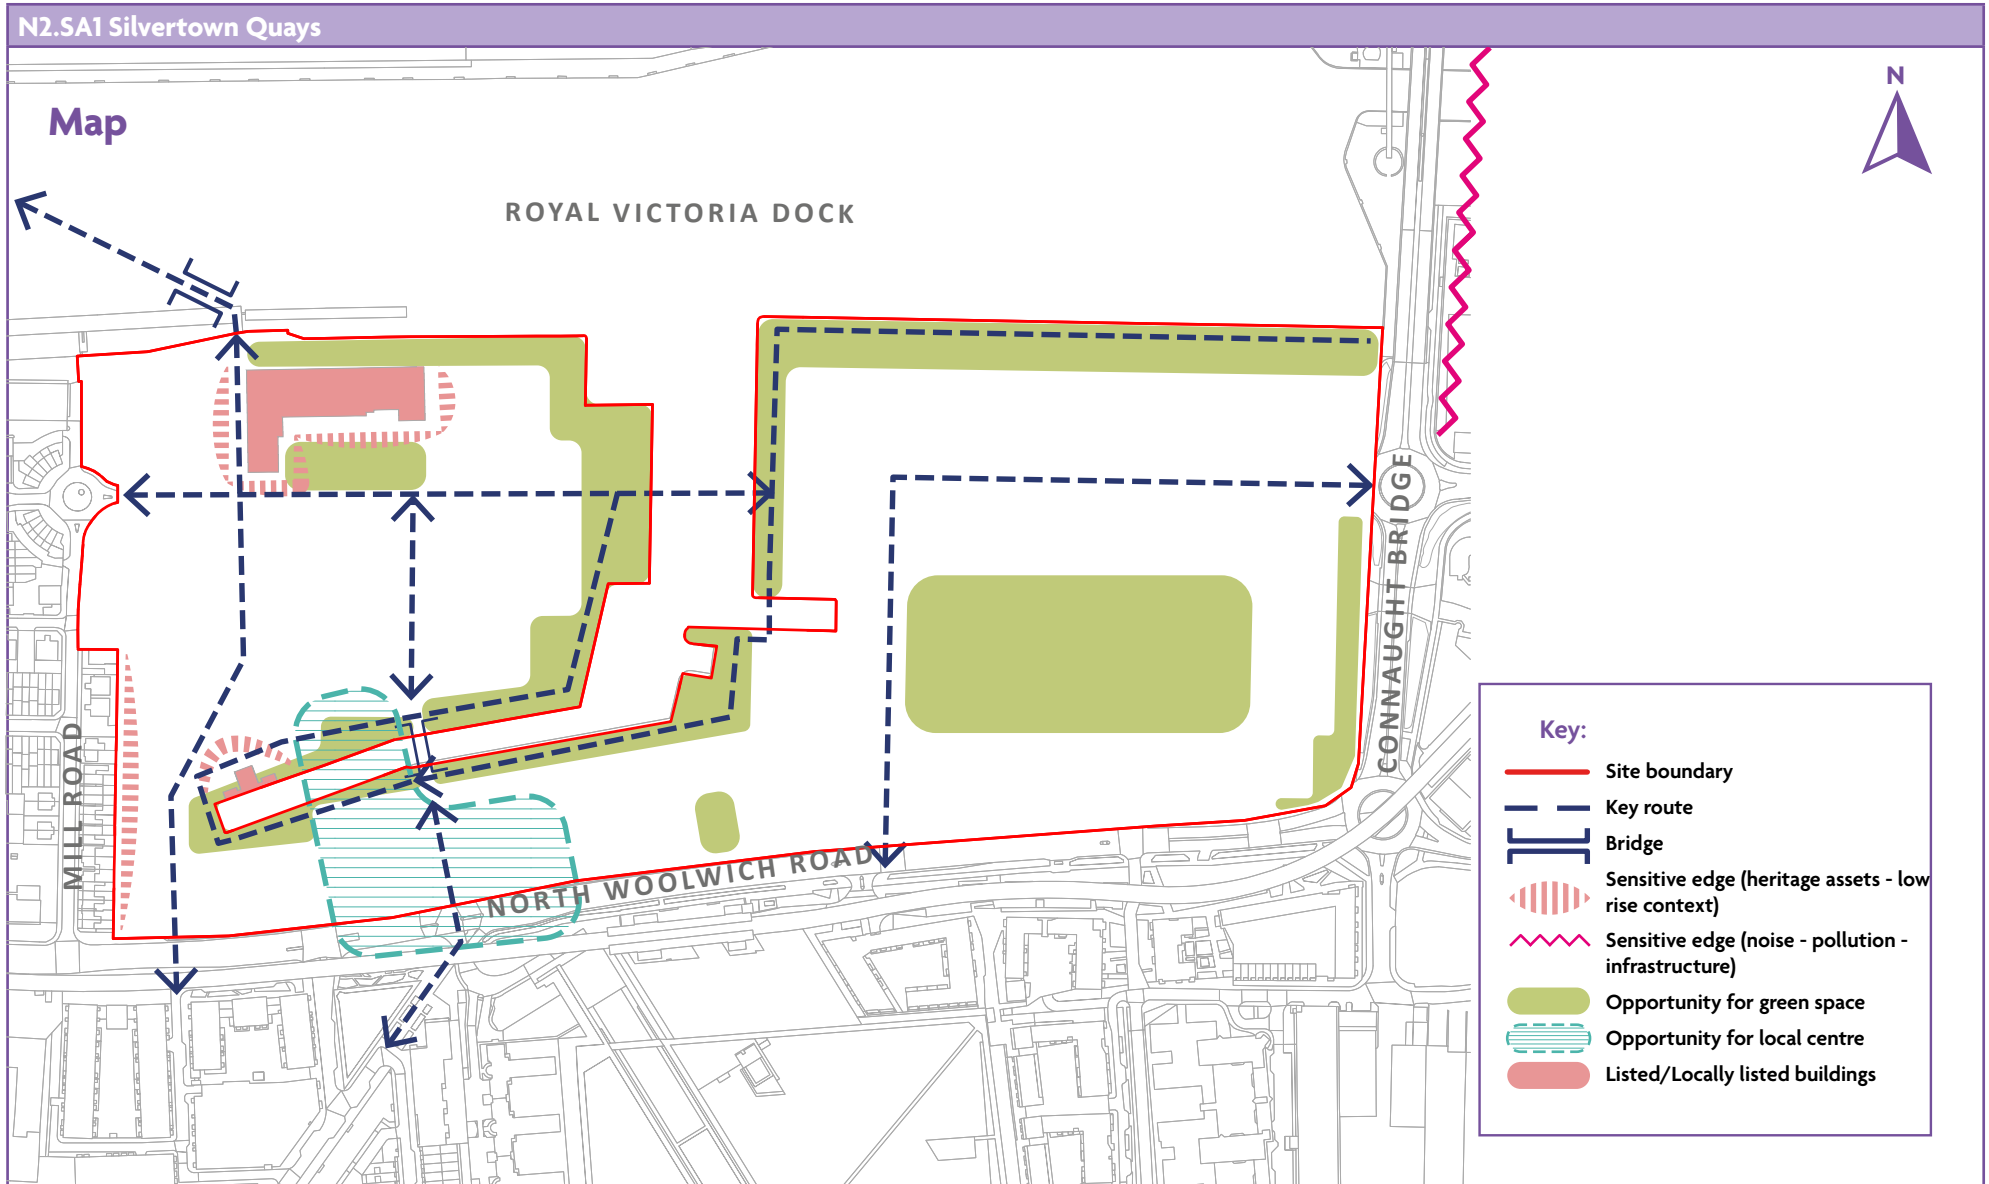 N2.SA1 Silvertown Quays
Map
N
ROYAL VICTORIA DOCK
CONNAUGHT BRIDGE
MILL ROAD
NORTH WOOLWICH ROAD
Key:
Site boundary
Key route
Bridge
Sensitive edge (heritage assets - low
rise context)
Sensitive edge (noise - pollution -
infrastructure)
Opportunity for green space
Opportunity for local centre
Listed/Locally listed buildings